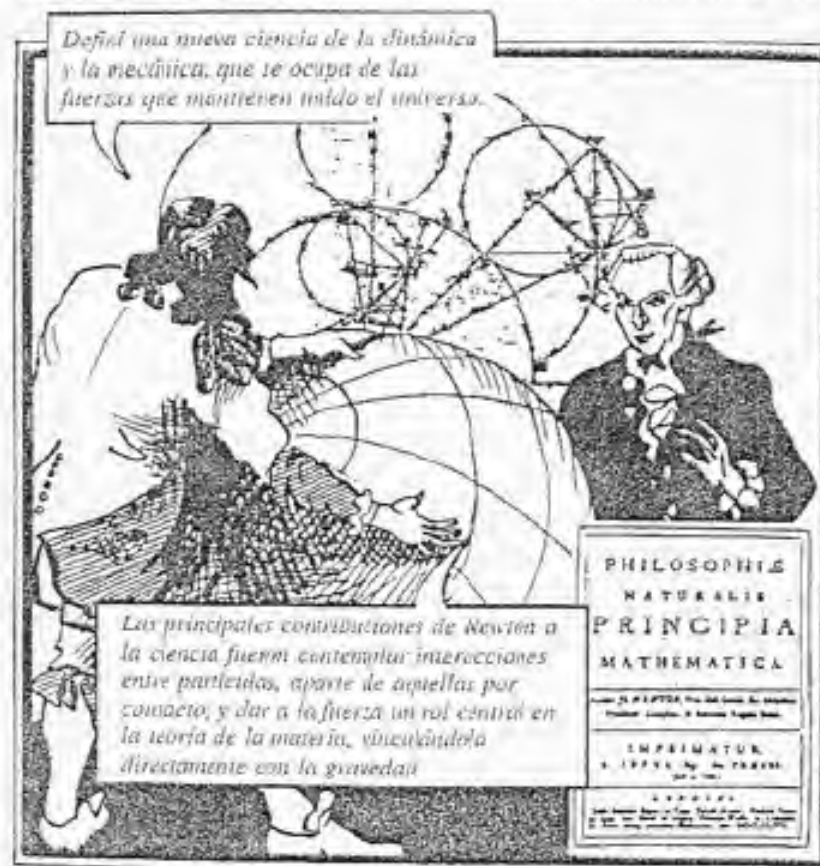 Definí una nueva ciencia de la dinámica
y la mecánica, que se ocupa de las
fuerzas que mantienen unido el universo.
Las principales contribuciones de Newton a
la ciencia fueron contemplar interacciones
entre partículas, aparte de aquellas por
contacto, y dar a la fuerza un rol central en
la teoría de la materia, vinculándola
directamente con la gravedad
PHILOSOPHIÆ
NATURALIS
PRINCIPIA
MATHEMATICA
IMPRIMATUR